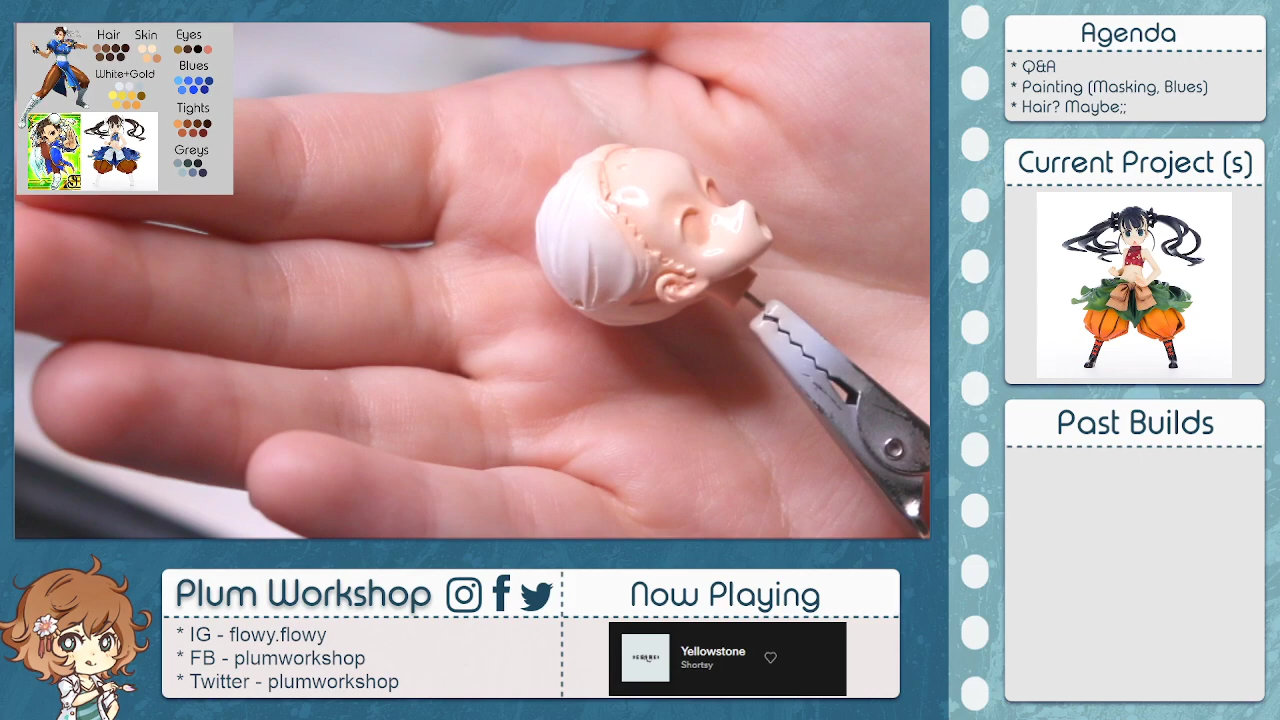 Hair Skin Eyes
Blues
White+Gold
Tights
Greys
Agenda
* Q&A
* Painting (Masking, Blues)
* Hair? Maybe;;
Current Project (s)
Past Builds
Plum Workshop
* IG - flowy.flowy
* FB - plumworkshop
* Twitter - plumworkshop
Now Playing
Yellowstone
Shortsy